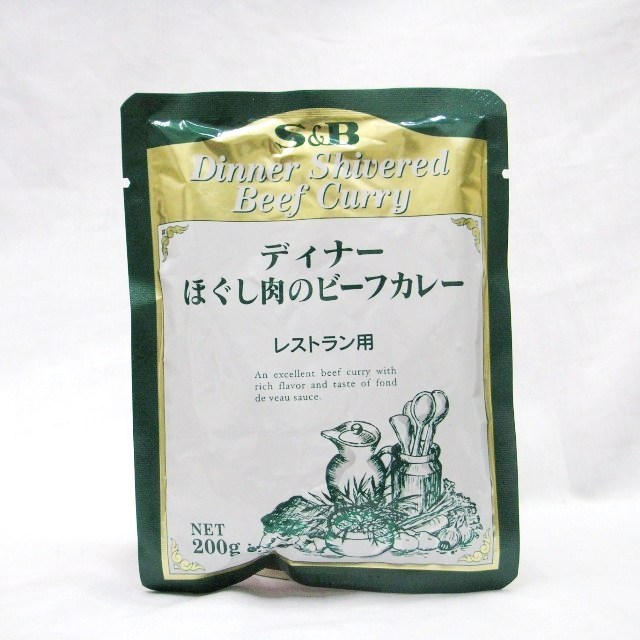 S&B
Dinner Shivered
Beef Curry
ディナー
ほぐし肉のビーフカレー
レストラン用
An excellent beef curry with
rich flavor and taste of fond
de veau sauce.
NET
200g